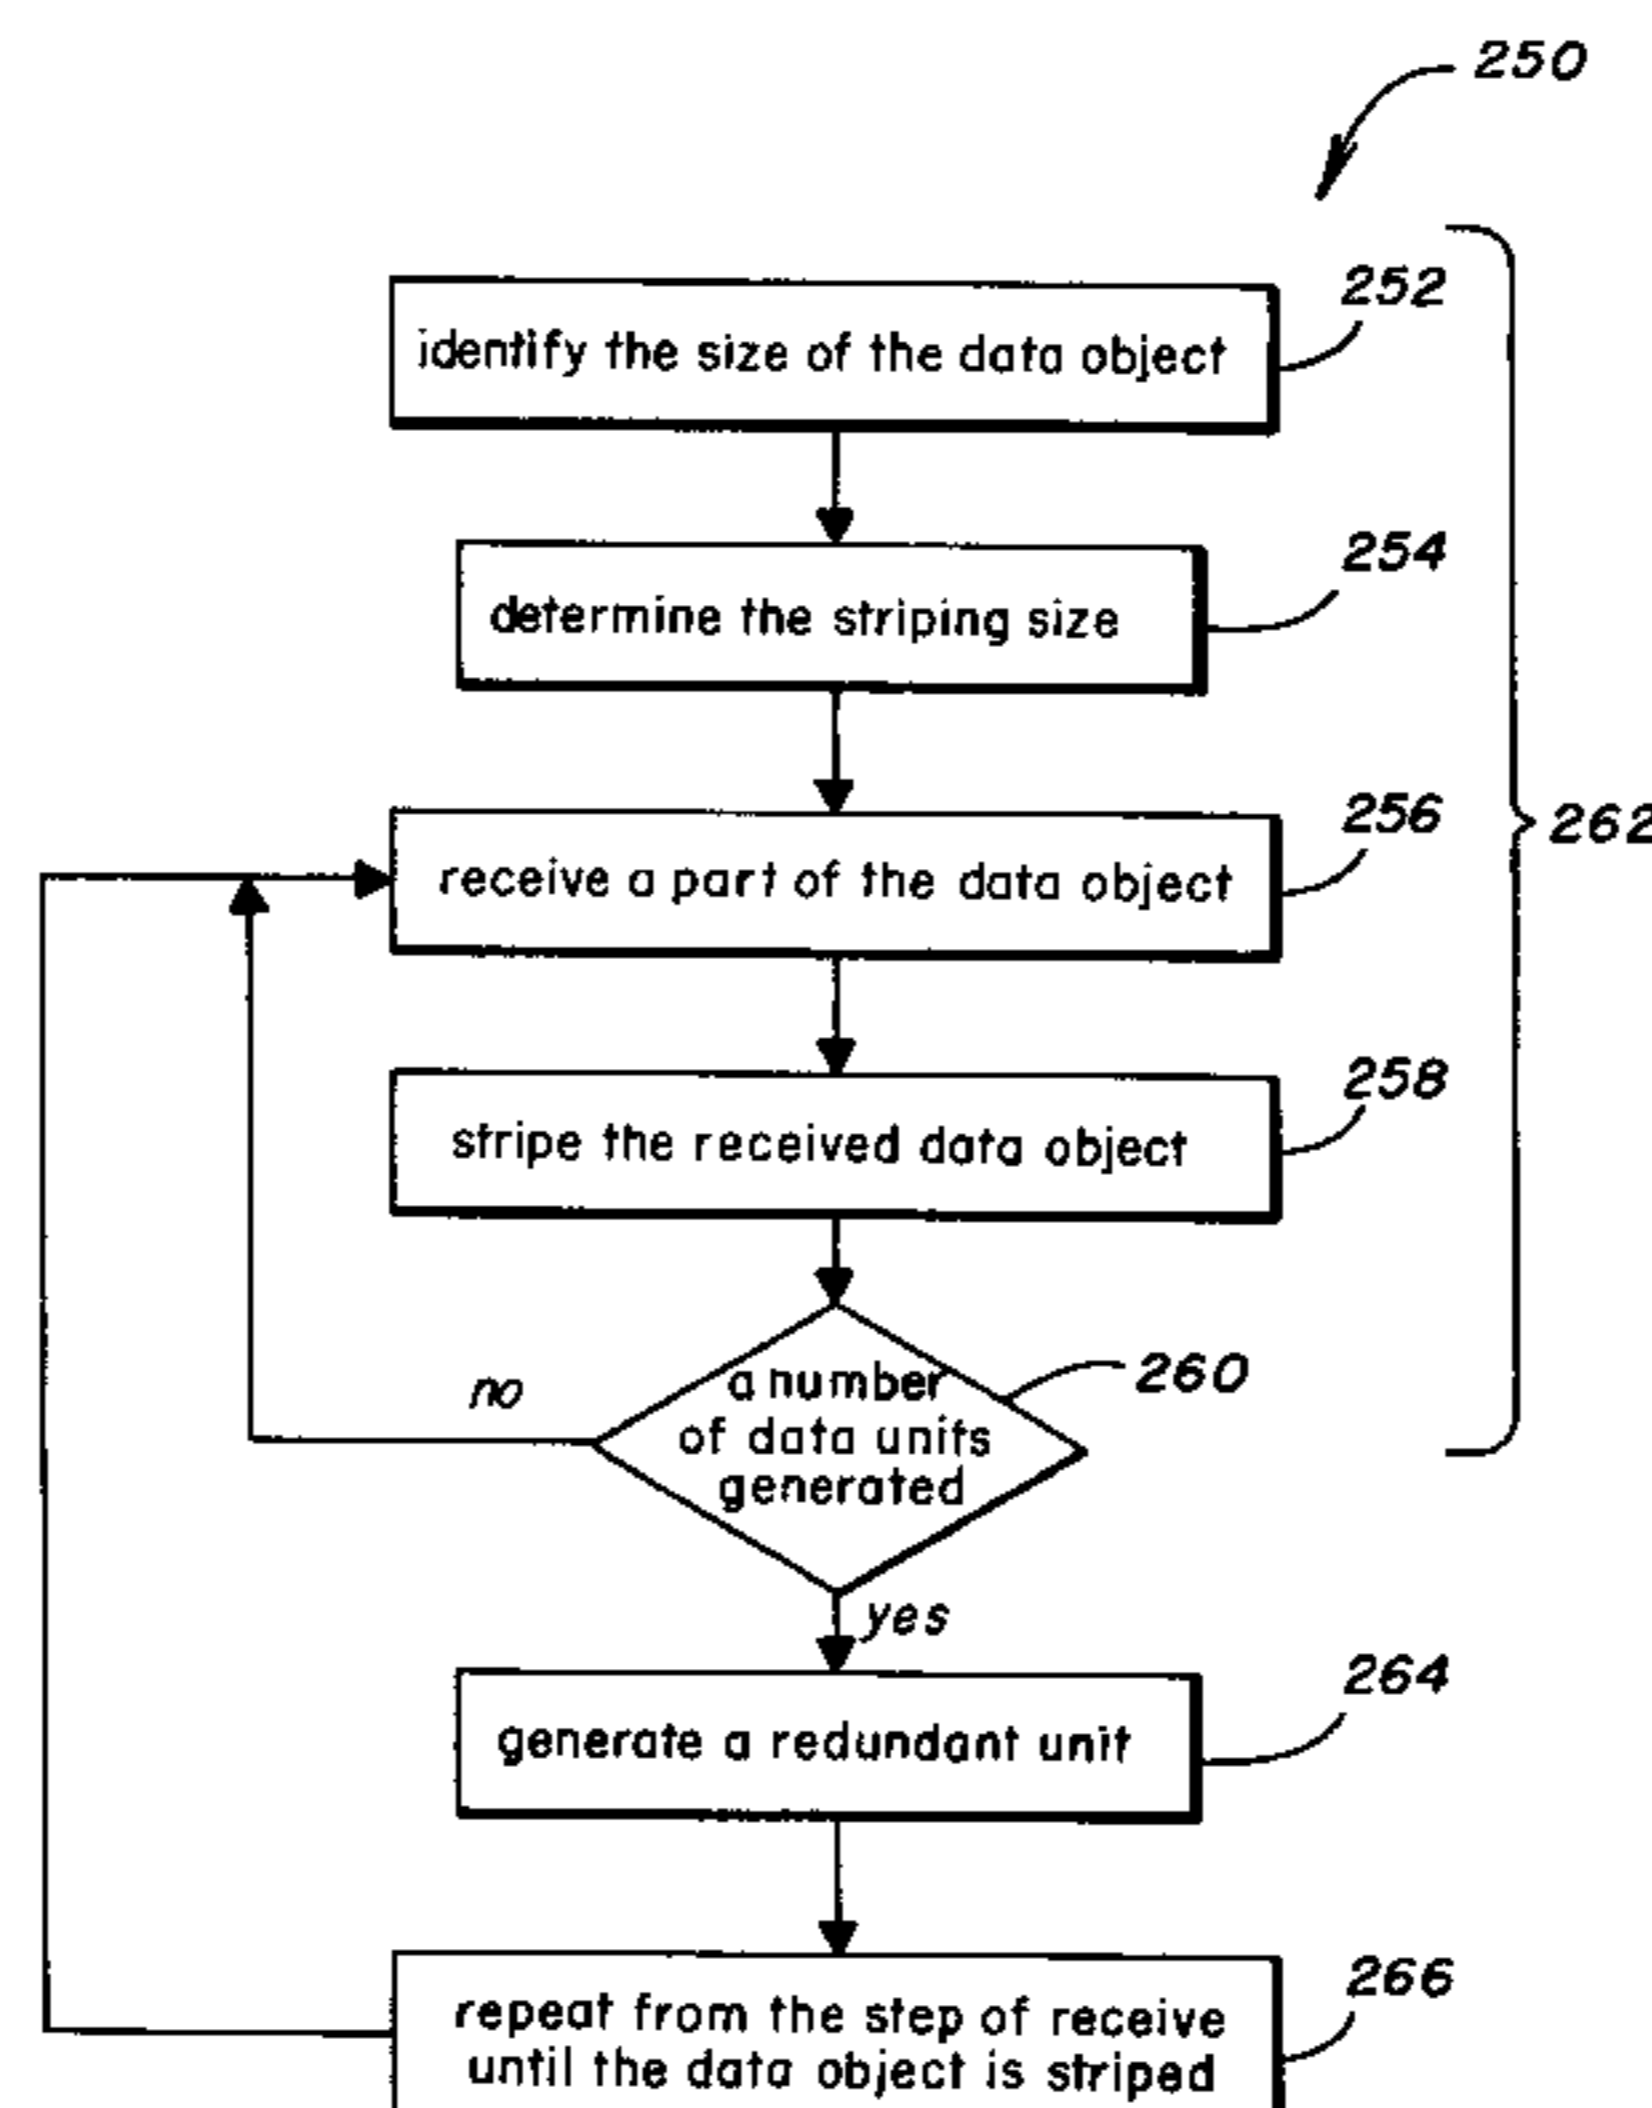 250
252
identify the size of the data object
254
determine the striping size
256
262
receive a part of the data object
258
stripe the received data object
260
no
a number
of data units
generated
yes
264
generate a redundant unit
266
repeat from the step of receive
until the data object is striped